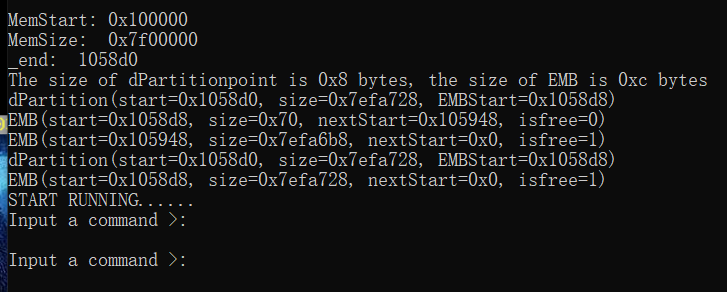 MemStart: 0x100000
MemSize:  0x7f00000
_end:  1058d0
The size of dPartitionpoint is 0x8 bytes, the size of EMB is 0xc bytes
dPartition(start=0x1058d0, size=0x7efa728, EMBStart=0x1058d8)
EMB(start=0x1058d8, size=0x70, nextStart=0x105948, isfree=0)
EMB(start=0x105948, size=0x7efa6b8, nextStart=0x0, isfree=1)
dPartition(start=0x1058d0, size=0x7efa728, EMBStart=0x1058d8)
EMB(start=0x1058d8, size=0x7efa728, nextStart=0x0, isfree=1)
START RUNNING......
Input a command >:
Input a command >: